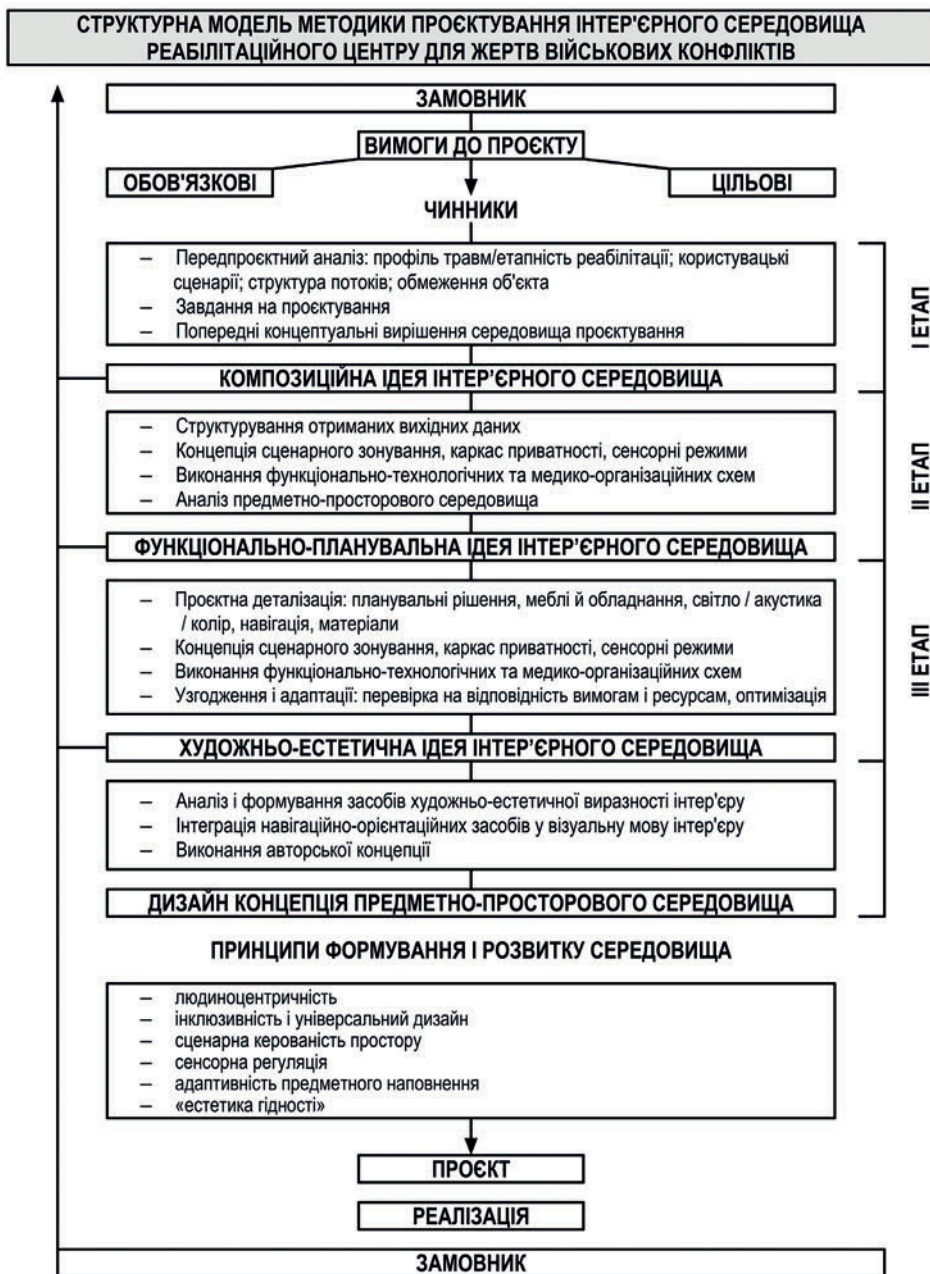 СТРУКТУРНА МОДЕЛЬ МЕТОДИКИ ПРОЄКТУВАННЯ ІНТЕР'ЄРНОГО СЕРЕДОВИЩА
РЕАБІЛІТАЦІЙНОГО ЦЕНТРУ ДЛЯ ЖЕРТВ ВІЙСЬКОВИХ КОНФЛІКТІВ
ЗАМОВНИК
ВИМОГИ ДО ПРОЄКТУ
ОБОВ'ЯЗКОВІ
ЦІЛЬОВІ
ЧИННИКИ
– Передпроєктний аналіз: профіль травм/етапність реабілітації; користувацькі
сценарії; структура потоків; обмеження об'єкта
– Завдання на проєктування
– Попередні концептуальні вирішення середовища проєктування
І ЕТАП
КОМПОЗИЦІЙНА ІДЕЯ ІНТЕР’ЄРНОГО СЕРЕДОВИЩА
– Структурування отриманих вихідних даних
– Концепція сценарного зонування, каркас приватності, сенсорні режими
– Виконання функціонально-технологічних та медико-організаційних схем
– Аналіз предметно-просторового середовища
ІІ ЕТАП
ФУНКЦІОНАЛЬНО-ПЛАНУВАЛЬНА ІДЕЯ ІНТЕР’ЄРНОГО СЕРЕДОВИЩА
– Проєктна деталізація: планувальні рішення, меблі й обладнання, світло / акустика
/ колір, навігація, матеріали
– Концепція сценарного зонування, каркас приватності, сенсорні режими
– Виконання функціонально-технологічних та медико-організаційних схем
– Узгодження і адаптації: перевірка на відповідність вимогам і ресурсам, оптимізація
ІІІ ЕТАП
ХУДОЖНЬО-ЕСТЕТИЧНА ІДЕЯ ІНТЕР’ЄРНОГО СЕРЕДОВИЩА
– Аналіз і формування засобів художньо-естетичної виразності інтер'єру
– Інтеграція навігаційно-орієнтаційних засобів у візуальну мову інтер'єру
– Виконання авторської концепції
ДИЗАЙН КОНЦЕПЦІЯ ПРЕДМЕТНО-ПРОСТОРОВОГО СЕРЕДОВИЩА
ПРИНЦИПИ ФОРМУВАННЯ І РОЗВИТКУ СЕРЕДОВИЩА
– людиноцентричність
– інклюзивність і універсальний дизайн
– сценарна керованість простору
– сенсорна регуляція
– адаптивність предметного наповнення
– «естетика гідності»
ПРОЄКТ
РЕАЛІЗАЦІЯ
ЗАМОВНИК